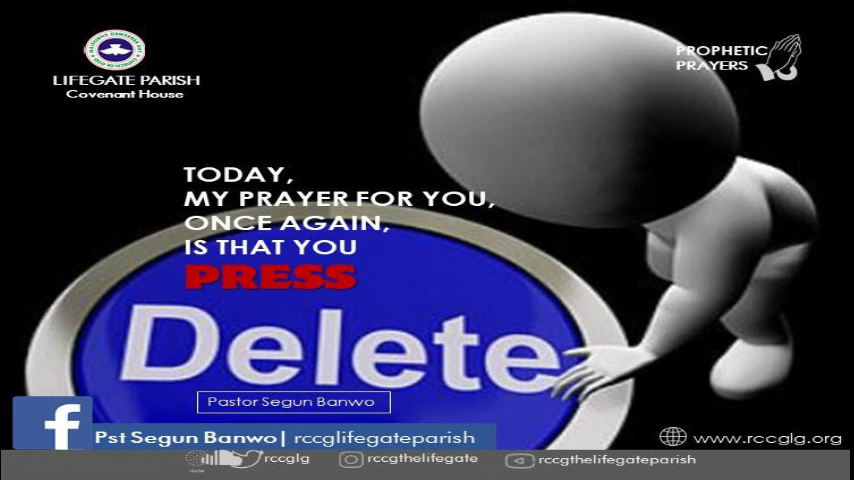 LIFEGATE PARISH
Covenant House
PROPHETIC
PRAYERS
TODAY,
MY PRAYER FOR YOU,
ONCE AGAIN,
IS THAT YOU
PRESS
Delete
Pastor Segun Banwo
f
Pst Segun Banwo| rccglifegateparish
www.rccglg.org
rccglg
rccgthelifegate
rccgthelifegateparish